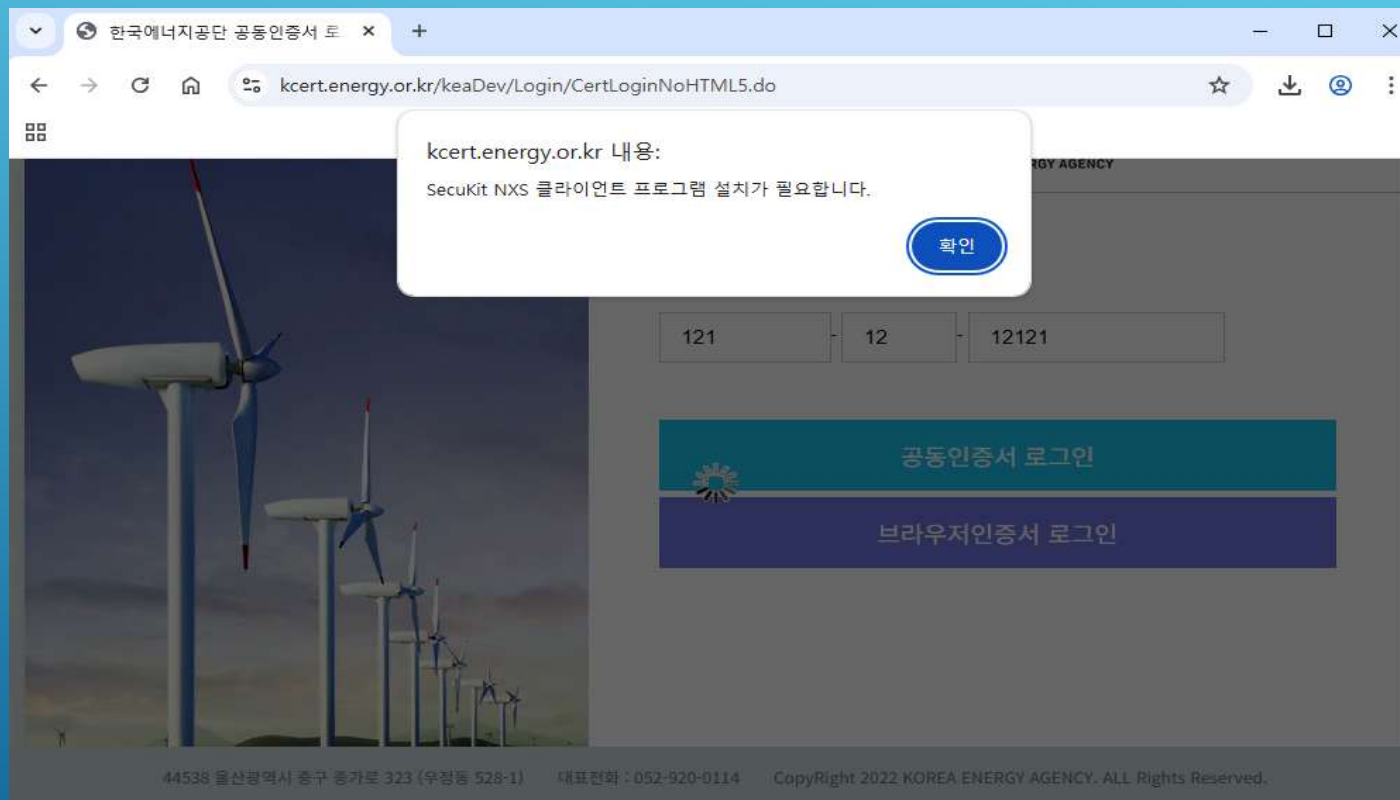 한국에너지공단 공동인증서 로
kcert.energy.or.kr/keaDev/Login/CertLoginNoHTML5.do
kcert.energy.or.kr 내용:
SecuKit NXS 클라이언트 프로그램 설치가 필요합니다.
확인
RGY AGENCY
121 - 12 - 12121
공동인증서 로그인
브라우저인증서 로그인
44538 울산광역시 중구 종가로 323 (우정동 528-1) 대표전화 : 052-920-0114 CopyRight 2022 KOREA ENERGY AGENCY. ALL Rights Reserved.